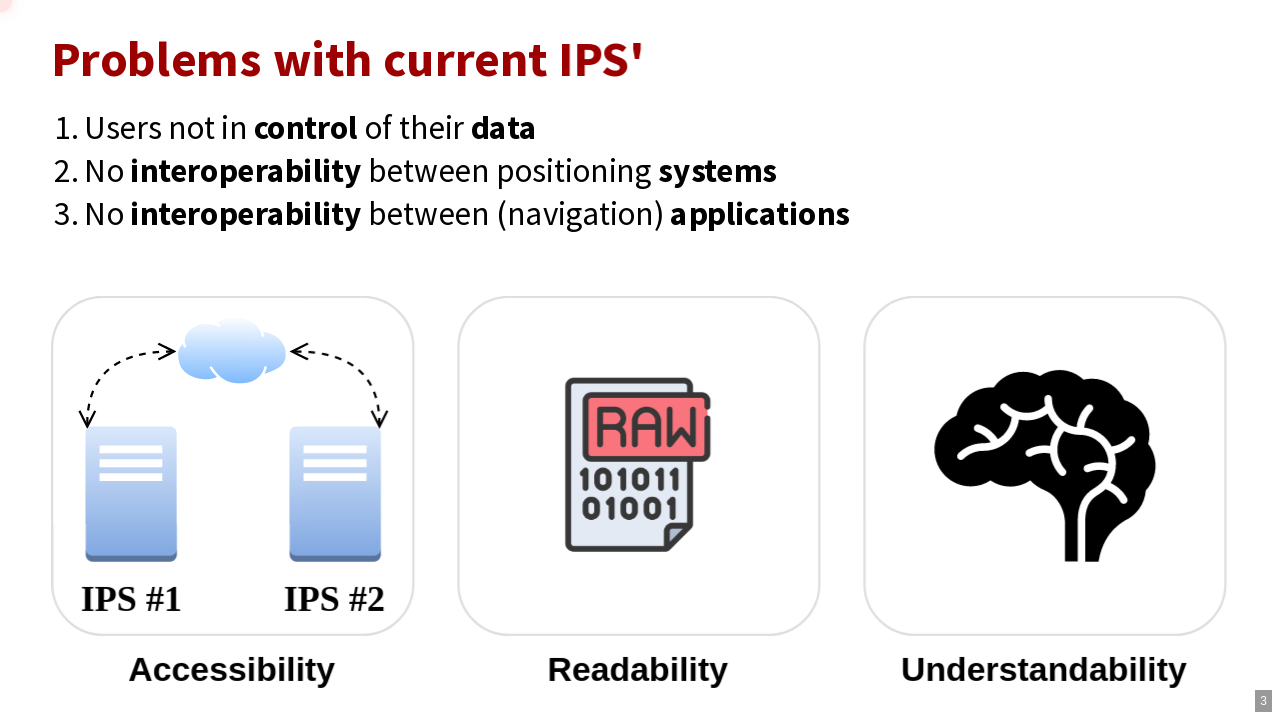 Problems with current IPS'
1. Users not in control of their data
2. No interoperability between positioning systems
3. No interoperability between (navigation) applications
RAW
101011
01001
IPS #1
IPS #2
Accessibility
Readability
Understandability
3